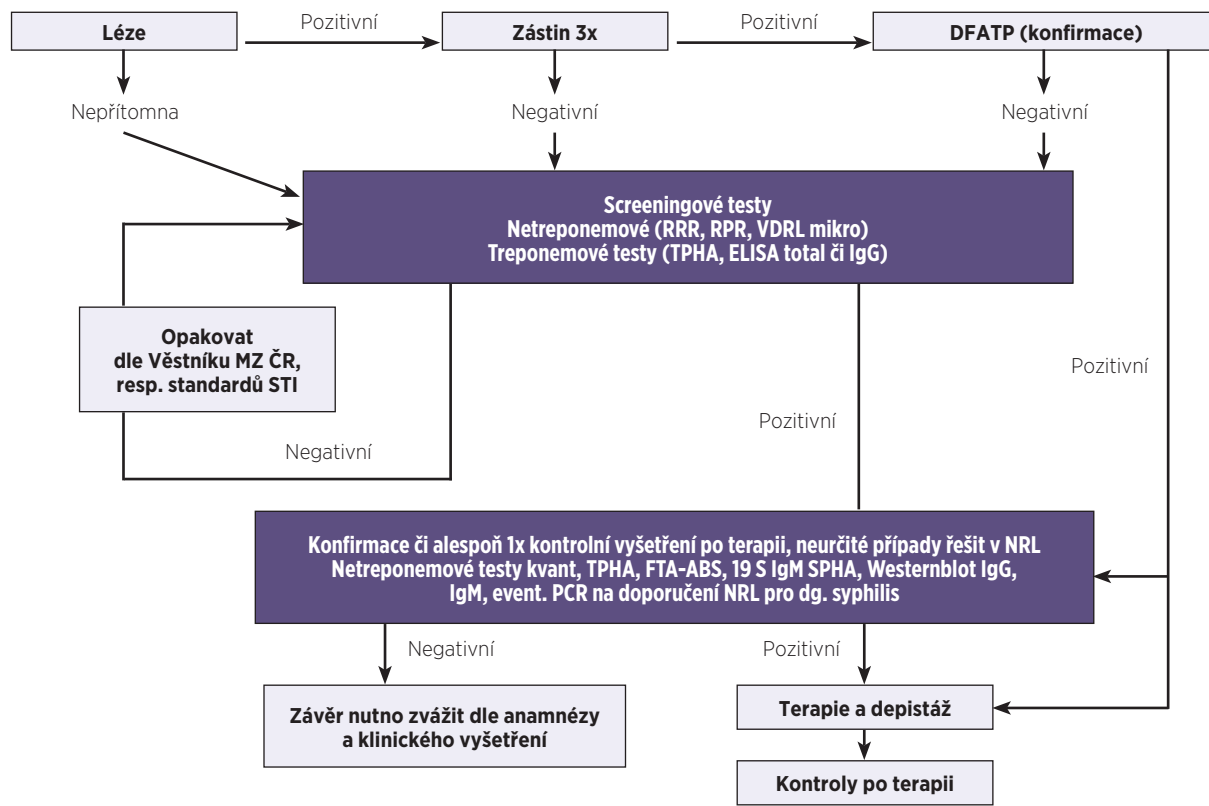 Léze
Pozitivní
Zástin 3x
Pozitivní
DFATP (konfirmace)
Nepřítomna
Negativní
Negativní
Screeningové testy
Netreponemové (RRR, RPR, VDRL mikro)
Treponemové testy (TPHA, ELISA total či IgG)
Opakovat
dle Věstníku MZ ČR,
resp. standardů STI
Pozitivní
Pozitivní
Negativní
Konfirmace či alespoň 1x kontrolní vyšetření po terapii, neurčité případy řešit v NRL
Netreponemové testy kvant, TPHA, FTA-ABS, 19 S IgM SPHA, Westernblot IgG,
IgM, event. PCR na doporučení NRL pro dg. syphilis
Negativní
Pozitivní
Závěr nutno zvážit dle anamnézy
a klinického vyšetření
Terapie a depistáž
Kontroly po terapii